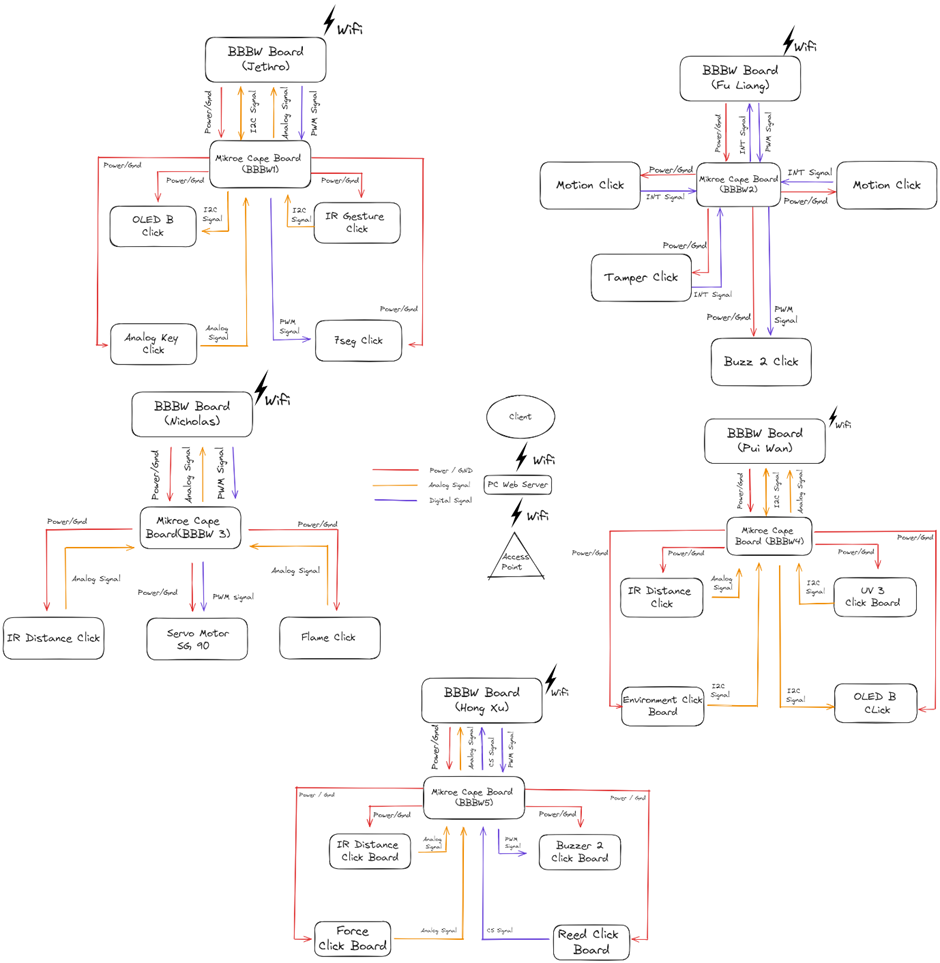 Wifi
BBBW Board
(Jethro)
Power/Gnd
I2C Signal
Analog Signal
PWM Signal
Mikroe Cape Board
(BBBW1)
Power/Gnd
Power/Gnd
Power/Gnd
Power/Gnd
OLED B
Click
I2C
Signal
I2C
Signal
IR Gesture
Click
Analog Key
Click
Analog
Signal
PWM
Signal
7seg Click
Wifi
BBBW Board
(Fu Liang)
Power/Gnd
INT Signal
PWM Signal
Motion Click
Power/Gnd
INT Signal
Mikroe Cape Board
(BBBW2)
INT Signal
Power/Gnd
Motion Click
Power/Gnd
Tamper Click
INT Signal
Power/Gnd
PWM
Signal
Buzz 2 Click
Wifi
BBBW Board
(Nicholas)
Power/Gnd
Analog Signal
PWM Signal
Mikroe Cape
Board(BBBW 3)
Power/Gnd
Power/Gnd
Analog Signal
Analog Signal
Power/Gnd
PWM signal
IR Distance Click
Servo Motor
SG 90
Flame Click
Client
Wifi
PC Web Server
Wifi
Access
Point
Power / GND
Analog Signal
Digital Signal
Wifi
BBBW Board
(Pui Wan)
Power/Gnd
I2C Signal
Analog Signal
Mikroe Cape
Board (BBBW4)
Power/Gnd
Power/Gnd
Power/Gnd
Power/Gnd
IR Distance
Click
Analog
Signal
I2C
Signal
UV 3
Click Board
Environment Click
Board
I2C
Signal
I2C
Signal
OLED B
CLick
Wifi
BBBW Board
(Hong Xu)
Power/Gnd
Analog Signal
CS Signal
PWM Signal
Mikroe Cape Board
(BBBW5)
Power / Gnd
Power / Gnd
Power/Gnd
Power/Gnd
IR Distance
Click Board
Analog
Signal
PWM
Signal
Buzzer 2
Click Board
Force
Click Board
Analog Signal
CS Signal
Reed Click
Board